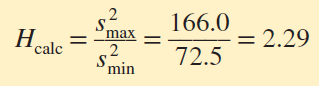 H_calc = s²_max / s²_min = 166.0 / 72.5 = 2.29